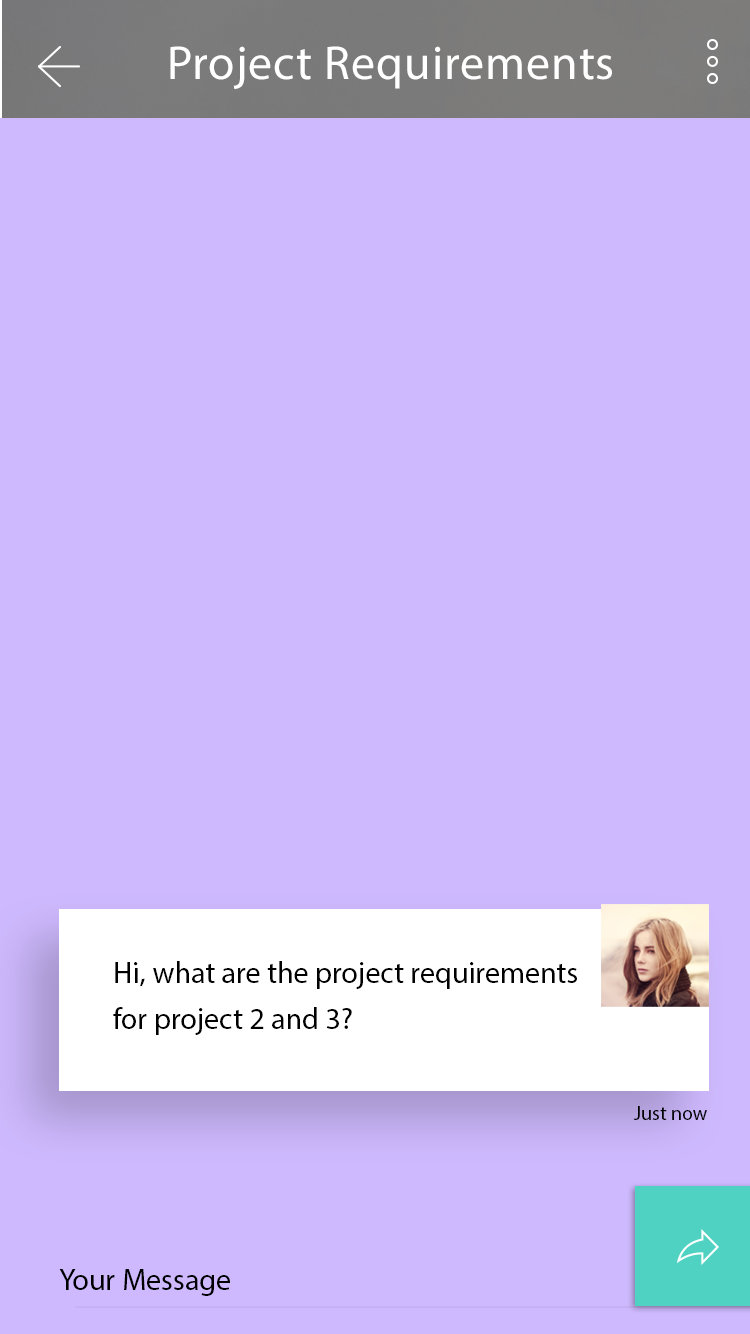 Project Requirements
Hi, what are the project requirements
for project 2 and 3?
Just now
Your Message